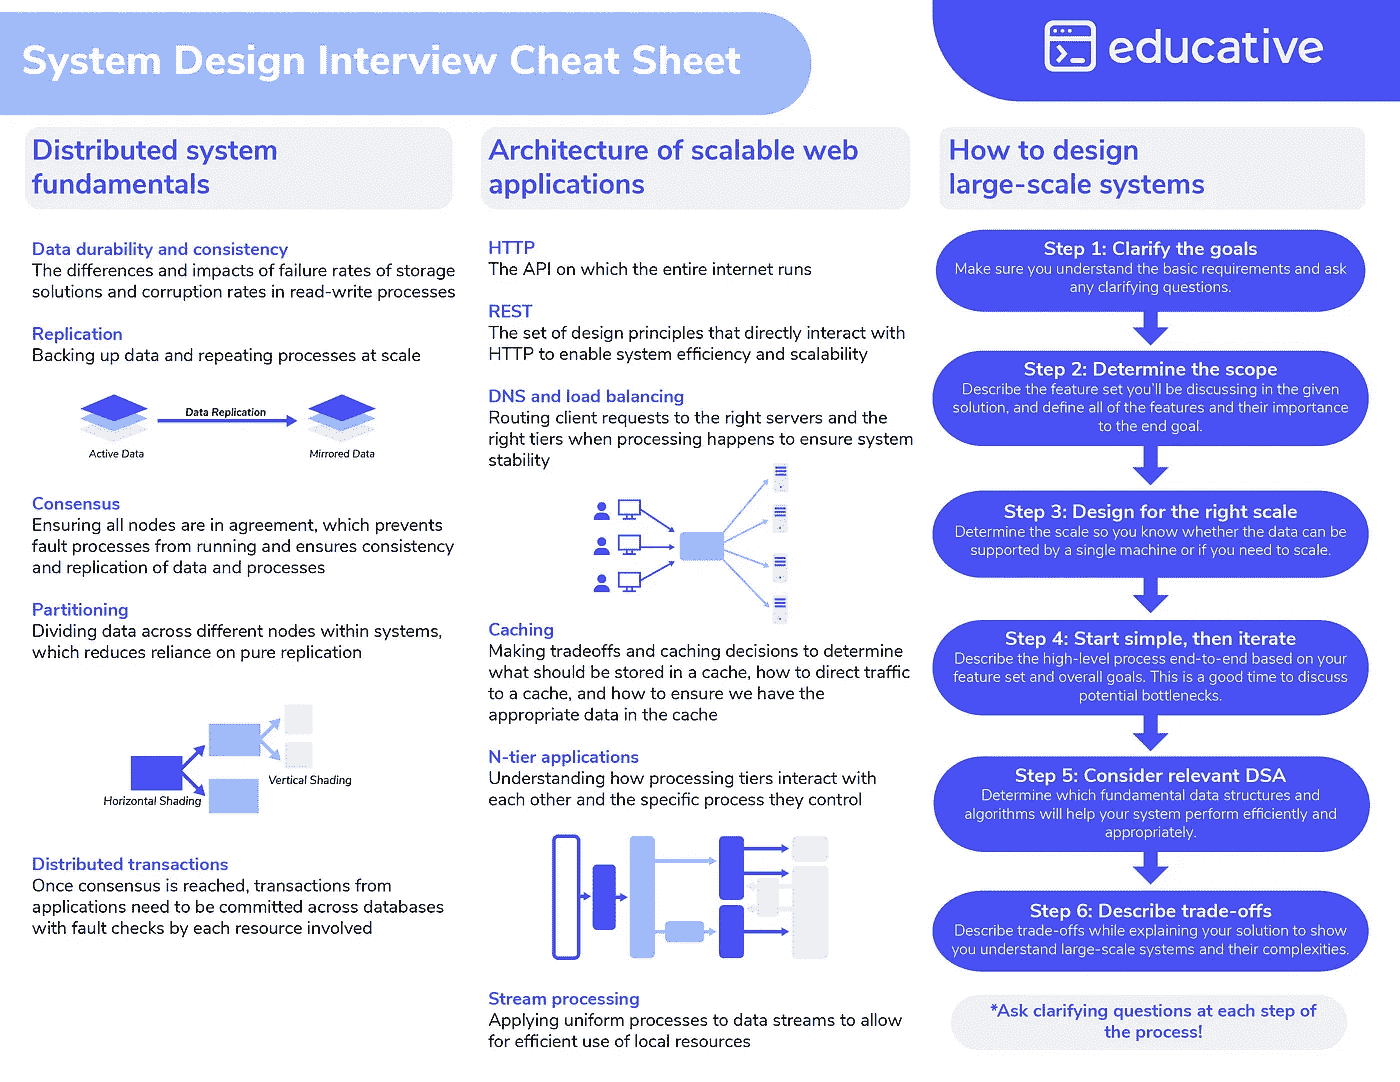 System Design Interview Cheat Sheet
educative
Distributed system
fundamentals
Data durability and consistency
The differences and impacts of failure rates of storage
solutions and corruption rates in read-write processes
Replication
Backing up data and repeating processes at scale
Data Replication
Active Data
Mirrored Data
Consensus
Ensuring all nodes are in agreement, which prevents
fault processes from running and ensures consistency
and replication of data and processes
Partitioning
Dividing data across different nodes within systems,
which reduces reliance on pure replication
Vertical Shading
Horizontal Shading
Distributed transactions
Once consensus is reached, transactions from
applications need to be committed across databases
with fault checks by each resource involved
Architecture of scalable web
applications
HTTP
The API on which the entire internet runs
REST
The set of design principles that directly interact with
HTTP to enable system efficiency and scalability
DNS and load balancing
Routing client requests to the right servers and the
right tiers when processing happens to ensure system
stability
Caching
Making tradeoffs and caching decisions to determine
what should be stored in a cache, how to direct traffic
to a cache, and how to ensure we have the
appropriate data in the cache
N-tier applications
Understanding how processing tiers interact with
each other and the specific process they control
Stream processing
Applying uniform processes to data streams to allow
for efficient use of local resources
How to design
large-scale systems
Step 1: Clarify the goals
Make sure you understand the basic requirements and ask
any clarifying questions.
Step 2: Determine the scope
Describe the feature set you'll be discussing in the given
solution, and define all of the features and their importance
to the end goal.
Step 3: Design for the right scale
Determine the scale so you know whether the data can be
supported by a single machine or if you need to scale.
Step 4: Start simple, then iterate
Describe the high-level process end-to-end based on your
feature set and overall goals. This is a good time to discuss
potential bottlenecks.
Step 5: Consider relevant DSA
Determine which fundamental data structures and
algorithms will help your system perform efficiently and
appropriately.
Step 6: Describe trade-offs
Describe trade-offs while explaining your solution to show
you understand large-scale systems and their complexities.
*Ask clarifying questions at each step of
the process!